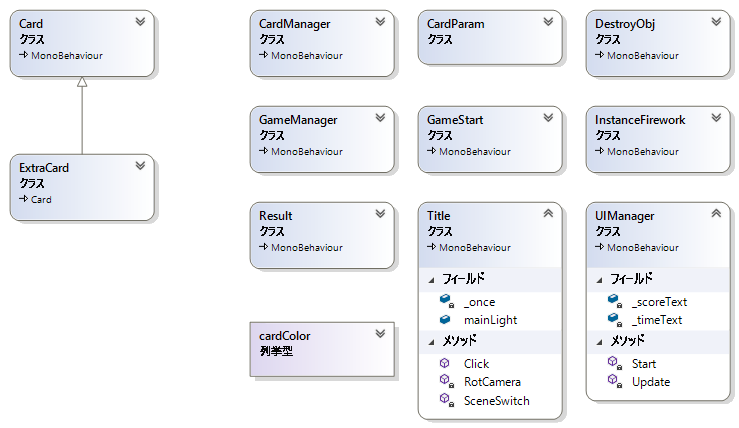 Card
クラス
MonoBehaviour
ExtraCard
クラス
Card
CardManager
クラス
MonoBehaviour
CardParam
クラス
DestroyObj
クラス
MonoBehaviour
GameManager
クラス
MonoBehaviour
GameStart
クラス
MonoBehaviour
InstanceFirework
クラス
MonoBehaviour
Result
クラス
MonoBehaviour
cardColor
列挙型
Title
クラス
MonoBehaviour
フィールド
_once
mainLight
メソッド
Click
RotCamera
SceneSwitch
UIManager
クラス
MonoBehaviour
フィールド
_scoreText
_timeText
メソッド
Start
Update